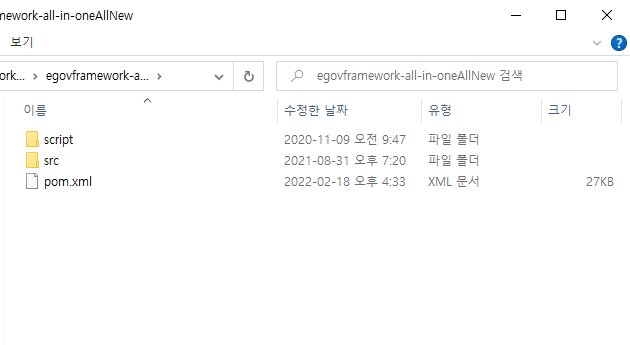 mework-all-in-oneAllNew
보기
ork... > egovframework-a... >
egovframework-all-in-oneAllNew 검색
이름 수정한 날짜 유형 크기
script 2020-11-09 오전 9:47 파일 폴더
src 2021-08-31 오후 7:20 파일 폴더
pom.xml 2022-02-18 오후 4:33 XML 문서 27KB